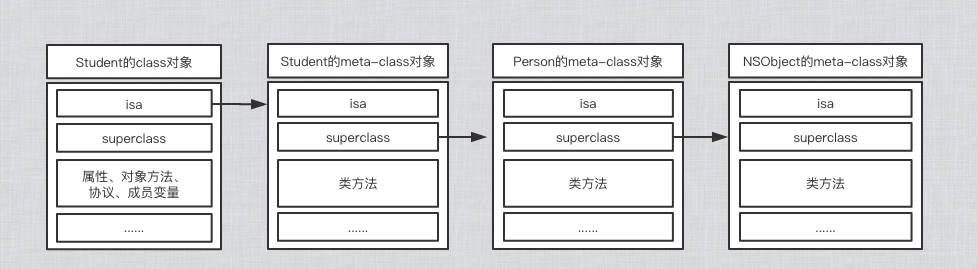 Student的class对象
isa
superclass
属性、对象方法、
协议、成员变量
......
Student的meta-class对象
isa
superclass
类方法
......
Person的meta-class对象
isa
superclass
类方法
......
NSObject的meta-class对象
isa
superclass
类方法
......